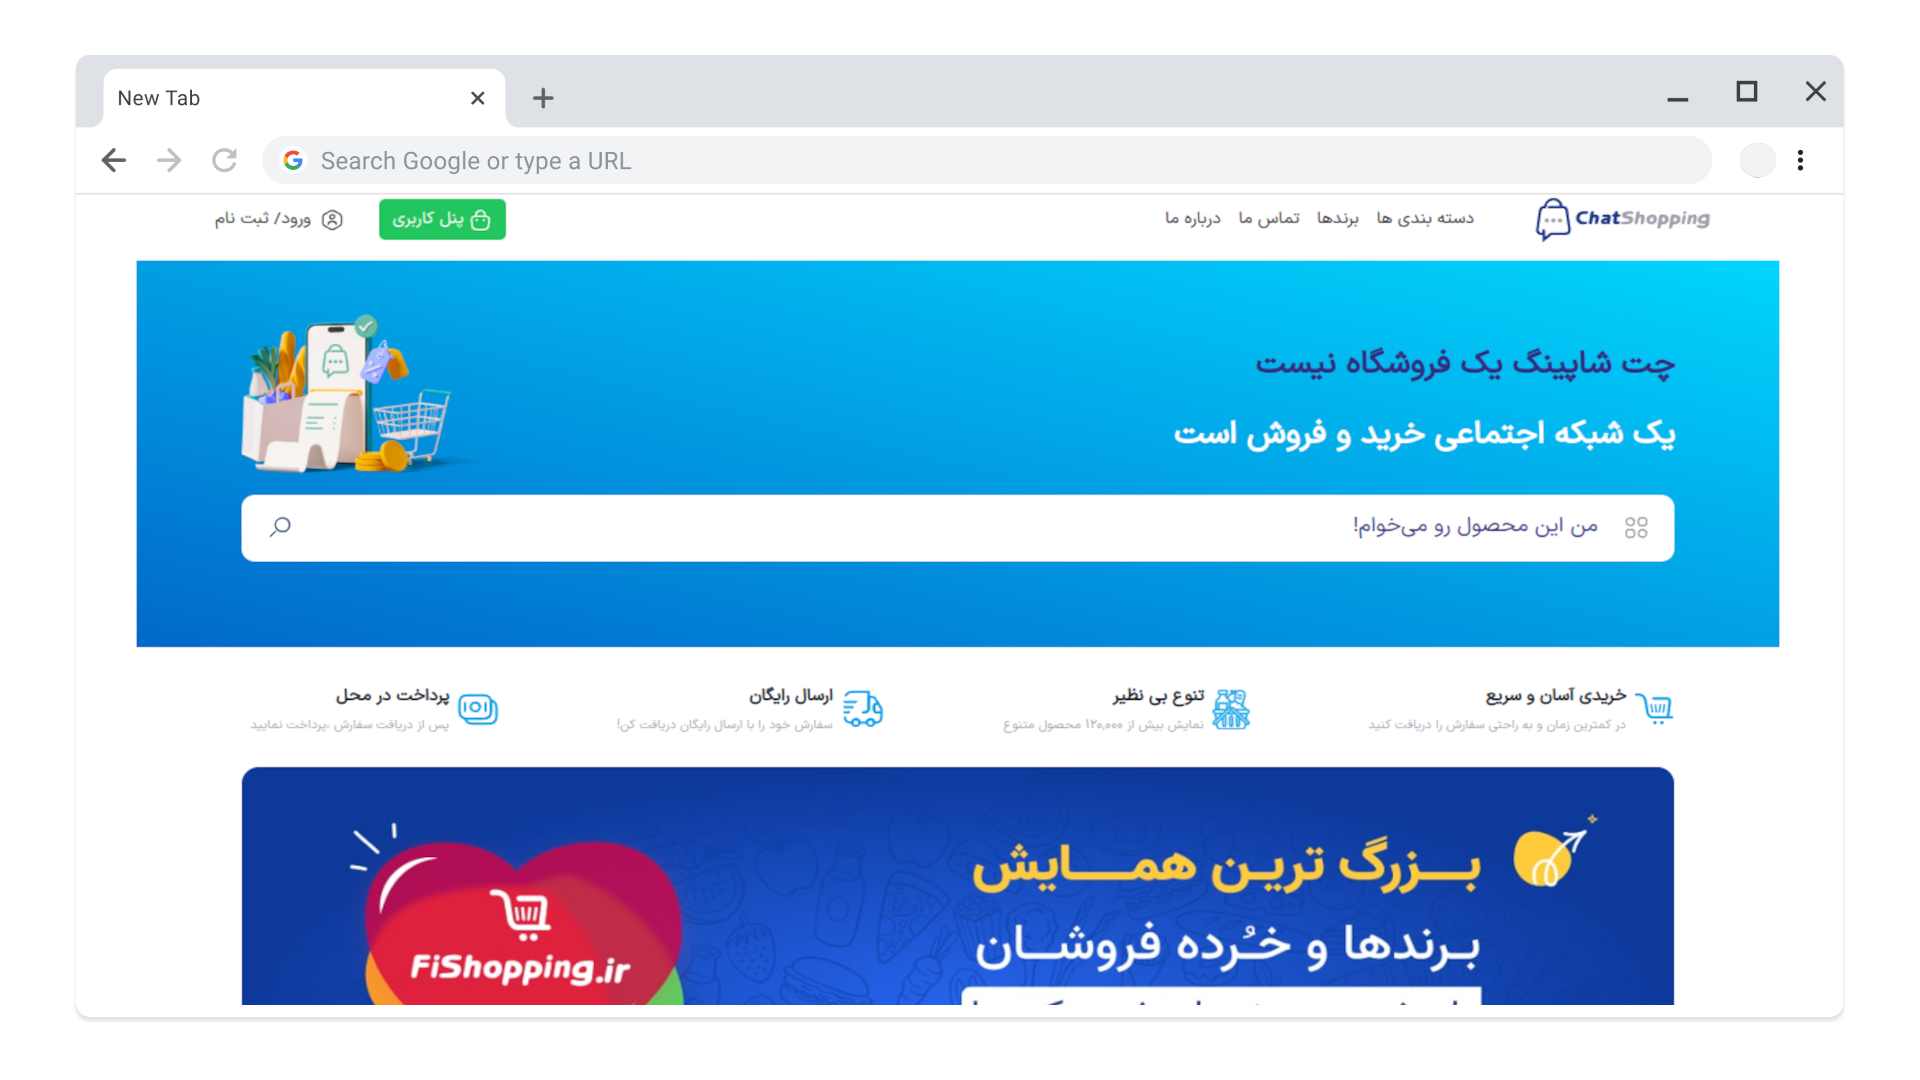 New Tab
Search Google or type a URL
ChatShopping
دسته بندی ها
برندها
تماس ما
درباره ما
پنل کاربری
ورود/ ثبت نام
چت شاپینگ یک فروشگاه نیست
یک شبکه اجتماعی خرید و فروش است
من این محصول رو می‌خوام!
خریدی آسان و سریع
در کمترین زمان و به راحتی سفارش را دریافت کنید
تنوع بی نظیر
نمایش بیش از ۱۲۰,۰۰۰ محصول متنوع
ارسال رایگان
سفارش خود را با ارسال رایگان دریافت کن!
پرداخت در محل
پس از دریافت سفارش ،پرداخت نمایید
بـــزرگ تریـن همـــــایش
بـرندها و خـُرده فروشـــان
FiShopping.ir